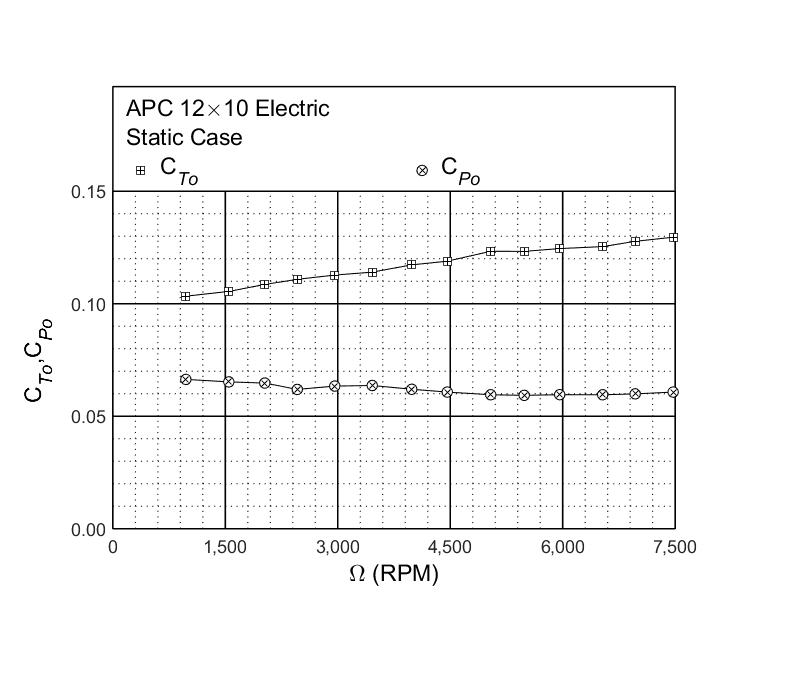 APC 12×10 Electric
Static Case
C_To C_Po
0.15
0.10
0.05
0.00
C_To,C_Po
0 1,500 3,000 4,500 6,000 7,500
Ω (RPM)